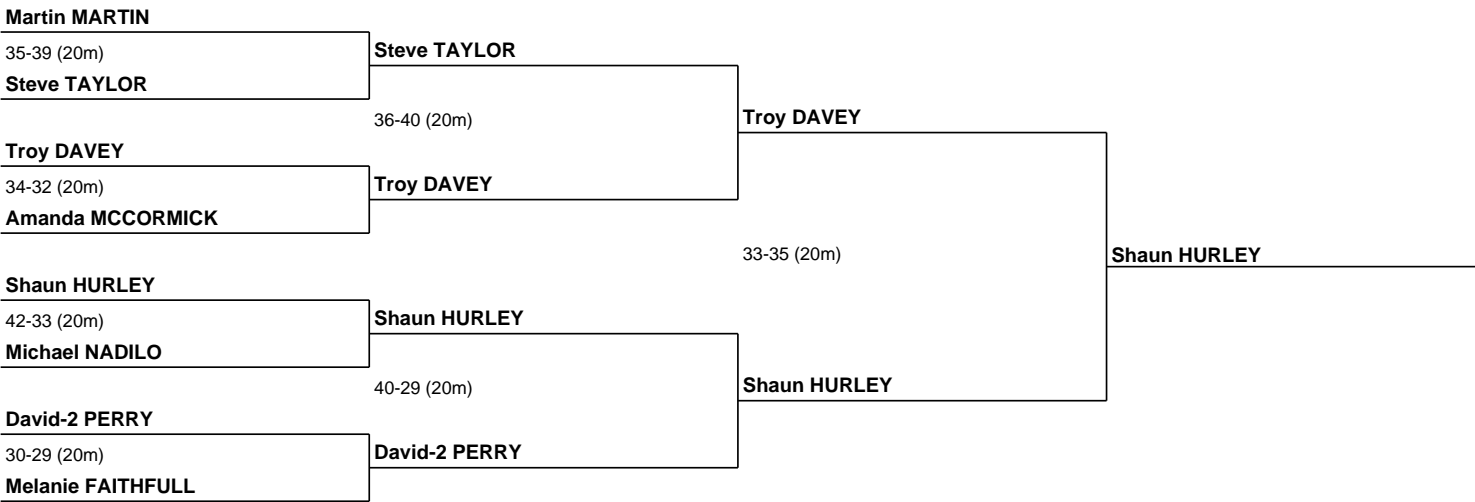 Martin MARTIN
35-39 (20m)
Steve TAYLOR
Steve TAYLOR
36-40 (20m)
Troy DAVEY
Troy DAVEY
34-32 (20m)
Troy DAVEY
Amanda MCCORMICK
33-35 (20m)
Shaun HURLEY
Shaun HURLEY
42-33 (20m)
Shaun HURLEY
Michael NADILO
40-29 (20m)
Shaun HURLEY
David-2 PERRY
30-29 (20m)
David-2 PERRY
Melanie FAITHFULL